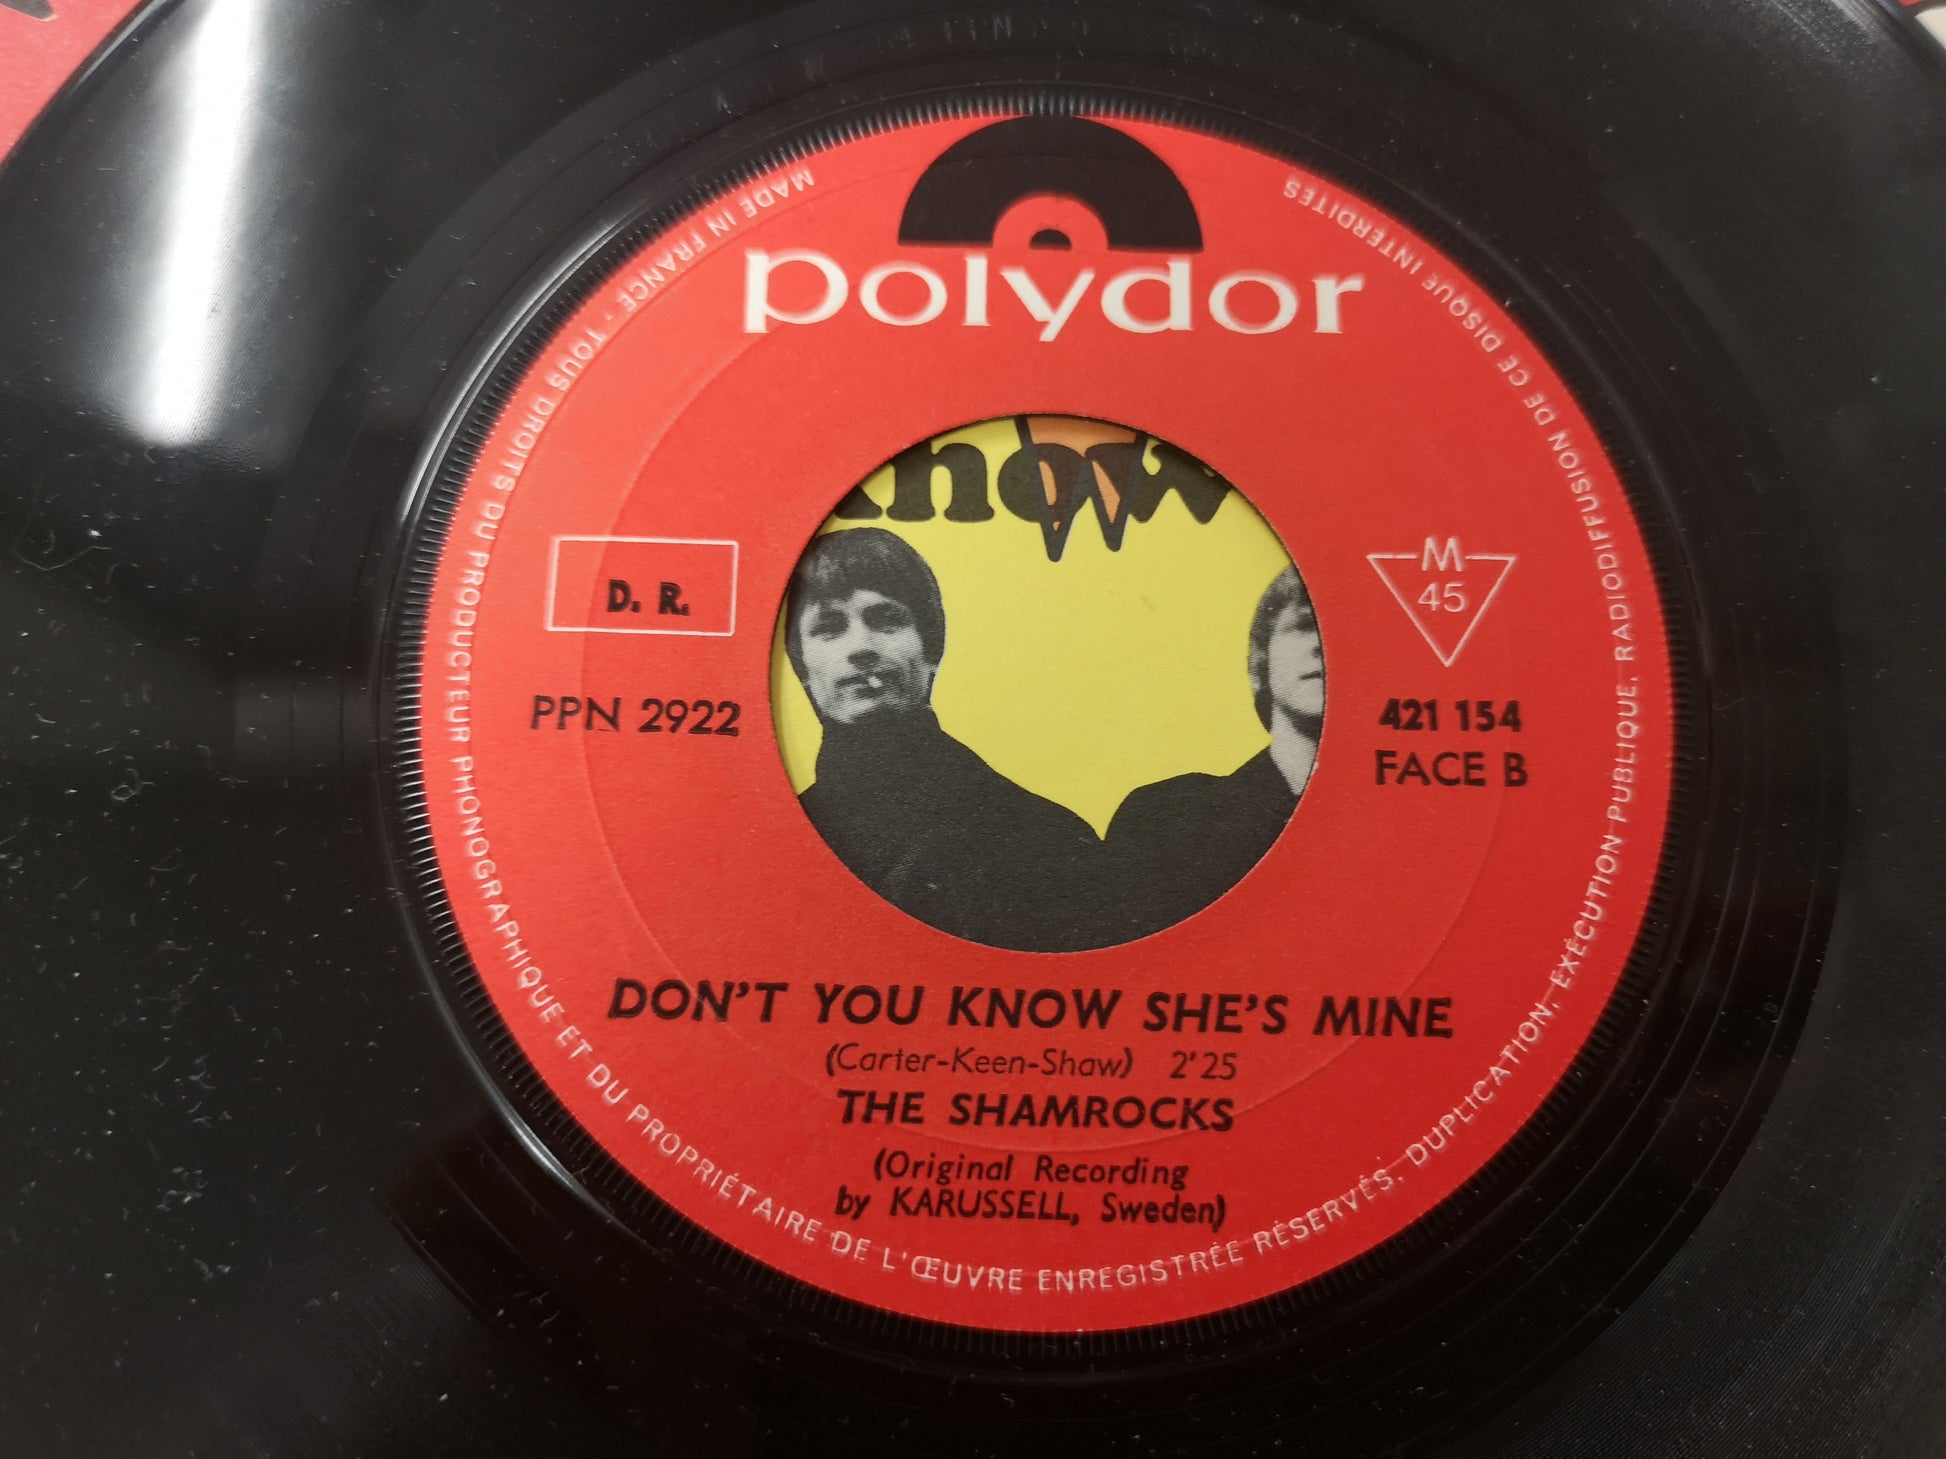 polydor
MADE IN FRANCE · TOUS DROITS DU PRODUCTEUR PHONOGRAPHIQUE ET DU PROPRIÉTAIRE DE L'ŒUVRE ENREGISTRÉE RÉSERVÉS. DUPLICATION, EXÉCUTION PUBLIQUE, RADIODIFFUSION DE CE DISQUE INTERDITES
know
D. R.
M
45
PPN 2922
421 154
FACE B
DON'T YOU KNOW SHE'S MINE
(Carter-Keen-Shaw) 2'25
THE SHAMROCKS
(Original Recording
by KARUSSELL, Sweden)